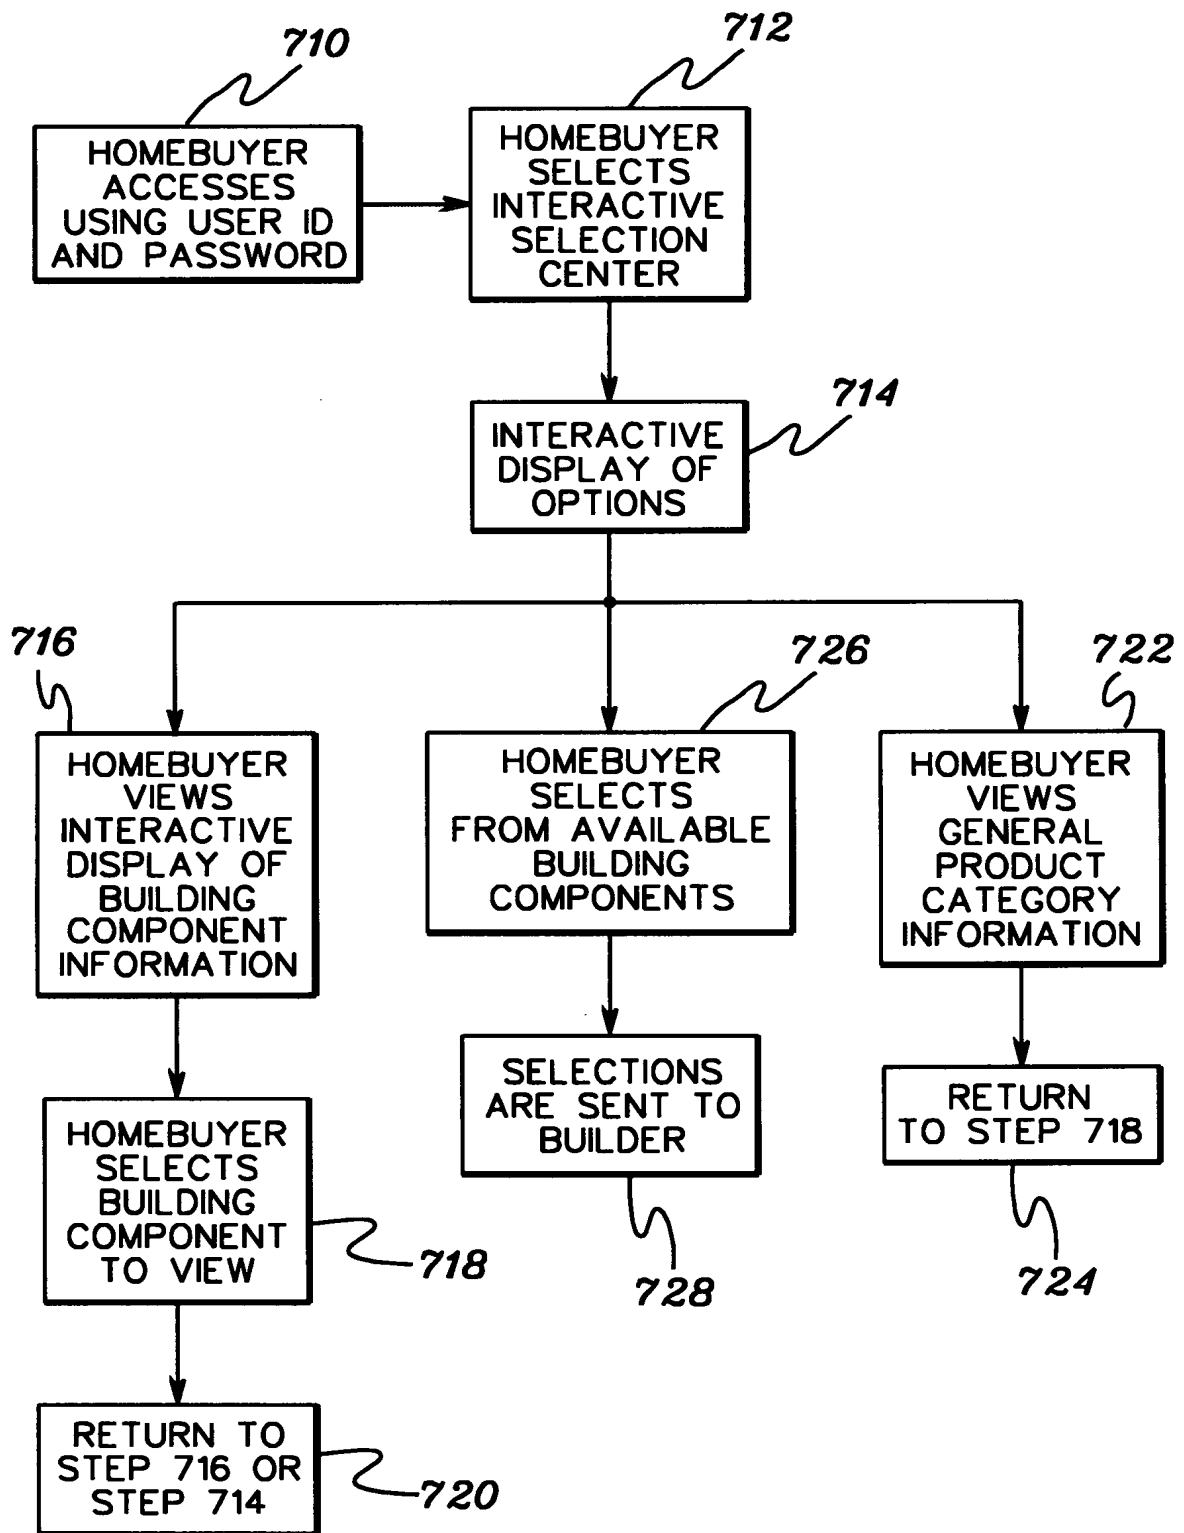 710
HOMEBUYER
ACCESSES
USING USER ID
AND PASSWORD
712
HOMEBUYER
SELECTS
INTERACTIVE
SELECTION
CENTER
714
INTERACTIVE
DISPLAY OF
OPTIONS
716
HOMEBUYER
VIEWS
INTERACTIVE
DISPLAY OF
BUILDING
COMPONENT
INFORMATION
726
HOMEBUYER
SELECTS
FROM AVAILABLE
BUILDING
COMPONENTS
722
HOMEBUYER
VIEWS
GENERAL
PRODUCT
CATEGORY
INFORMATION
HOMEBUYER
SELECTS
BUILDING
COMPONENT
TO VIEW
718
SELECTIONS
ARE SENT TO
BUILDER
728
RETURN
TO STEP 718
724
RETURN TO
STEP 716 OR
STEP 714
720